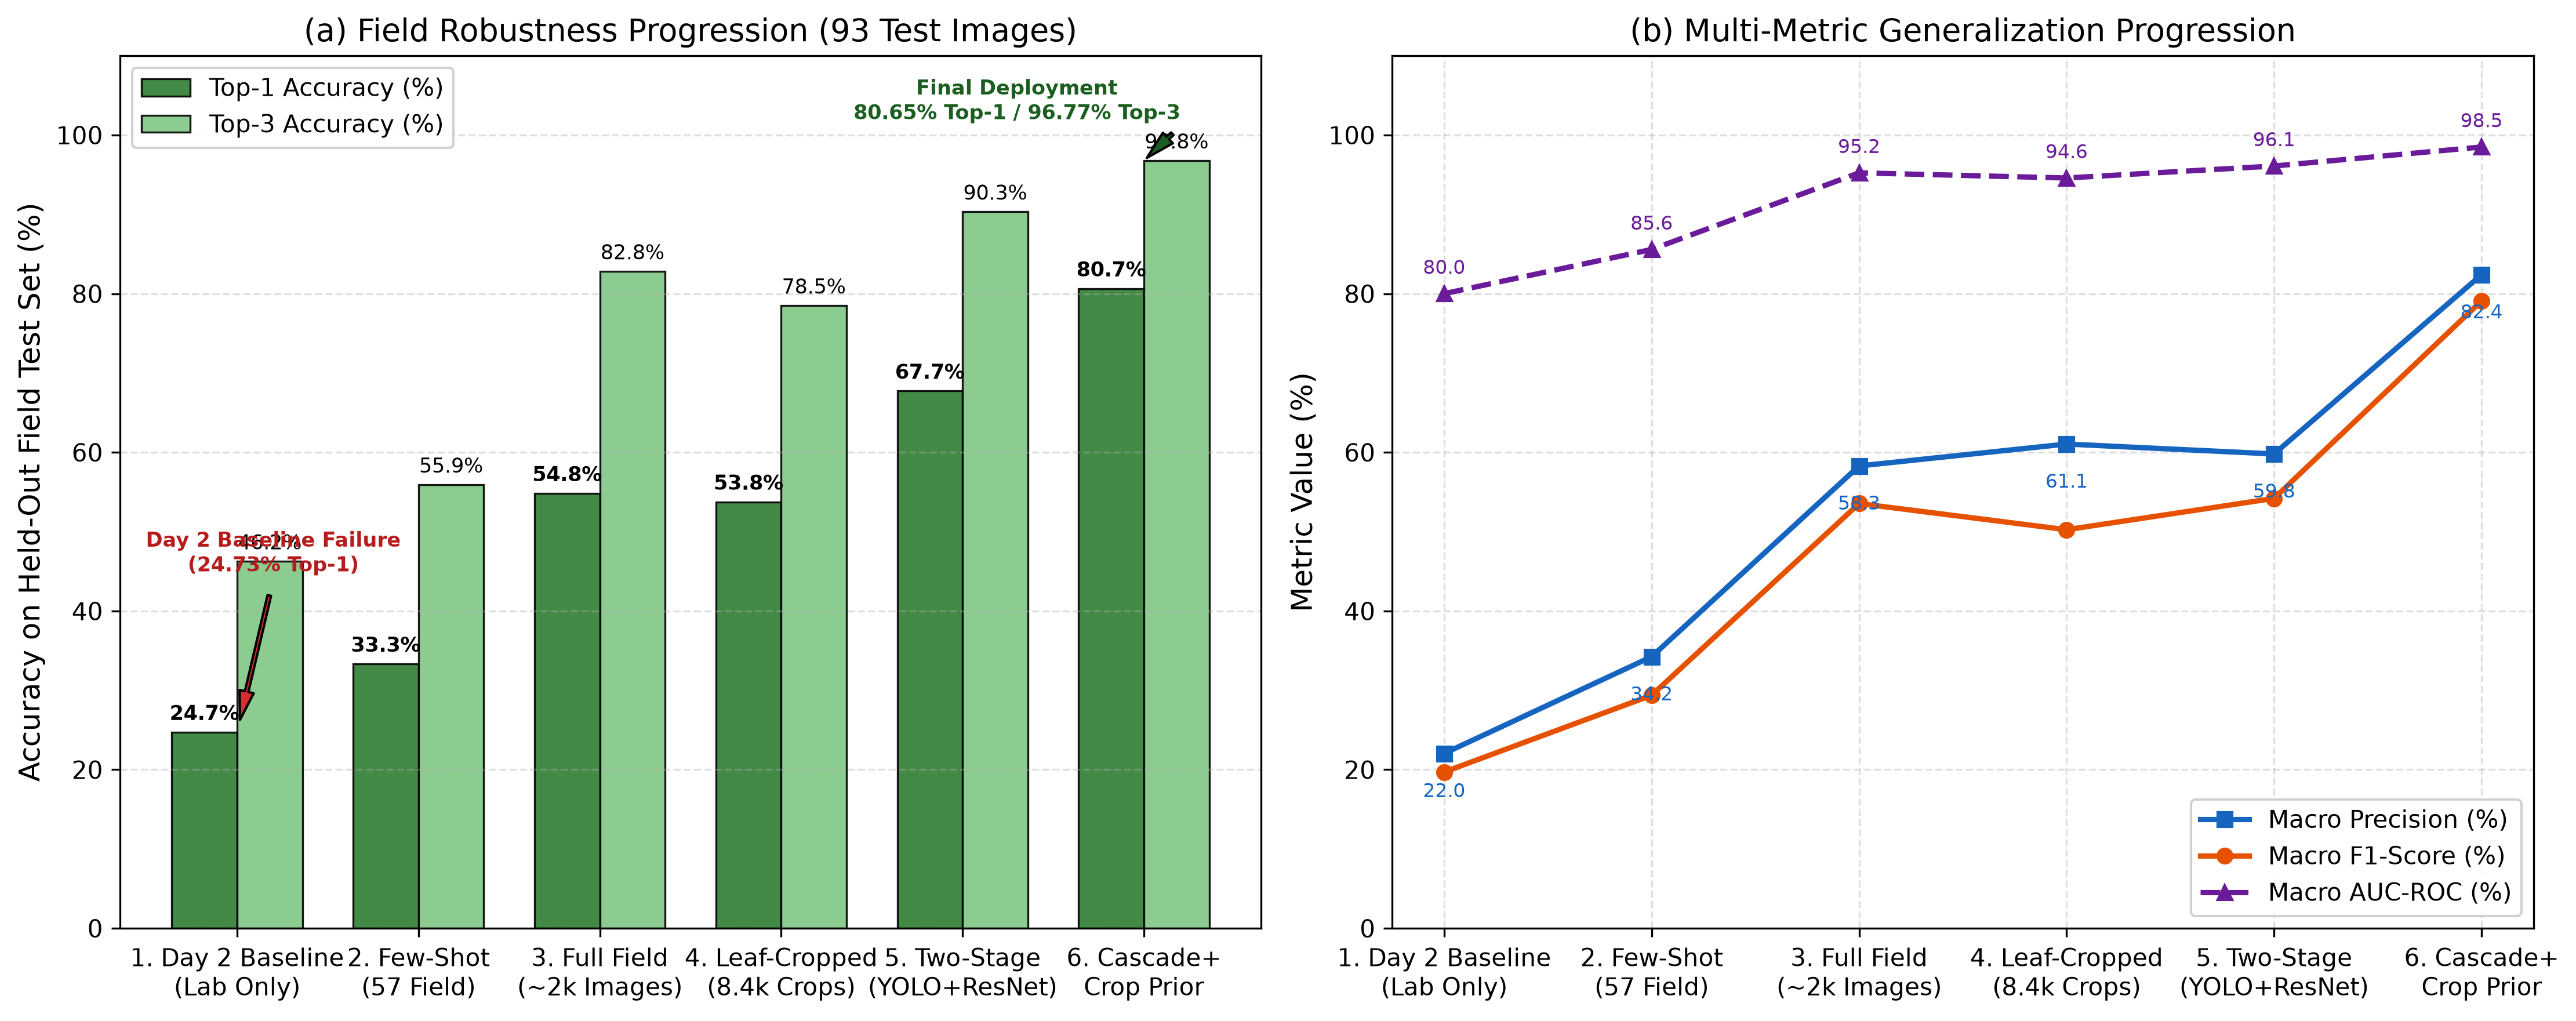 (a) Field Robustness Progression (93 Test Images)
Top-1 Accuracy (%)
Top-3 Accuracy (%)
Final Deployment
80.65% Top-1 / 96.77% Top-3
Accuracy on Held-Out Field Test Set (%)
100
80
60
40
20
0
Day 2 Baseline Failure
(24.73% Top-1)
24.7%
46.2%
33.3%
55.9%
54.8%
82.8%
53.8%
78.5%
67.7%
90.3%
80.7%
1. Day 2 Baseline
(Lab Only)
2. Few-Shot
(57 Field)
3. Full Field
(~2k Images)
4. Leaf-Cropped
(8.4k Crops)
5. Two-Stage
(YOLO+ResNet)
6. Cascade+
Crop Prior
(b) Multi-Metric Generalization Progression
Metric Value (%)
100
80
60
40
20
0
80.0
85.6
95.2
94.6
96.1
98.5
22.0
34.2
58.3
61.1
59.8
82.4
Macro Precision (%)
Macro F1-Score (%)
Macro AUC-ROC (%)
1. Day 2 Baseline
(Lab Only)
2. Few-Shot
(57 Field)
3. Full Field
(~2k Images)
4. Leaf-Cropped
(8.4k Crops)
5. Two-Stage
(YOLO+ResNet)
6. Cascade+
Crop Prior